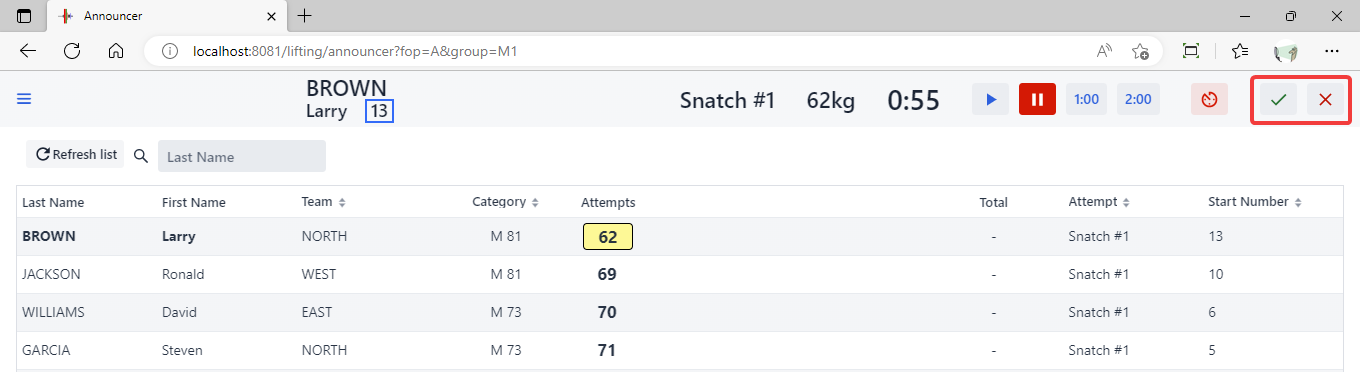 Announcer
localhost:8081/lifting/announcer?fop=A&group=M1
BROWN
Larry 13
Snatch #1 62kg 0:55 1:00 2:00
Refresh list Last Name
Last Name First Name Team Category Attempts Total Attempt Start Number
BROWN Larry NORTH M 81 62 - Snatch #1 13
JACKSON Ronald WEST M 81 69 - Snatch #1 10
WILLIAMS David EAST M 73 70 - Snatch #1 6
GARCIA Steven NORTH M 73 71 - Snatch #1 5